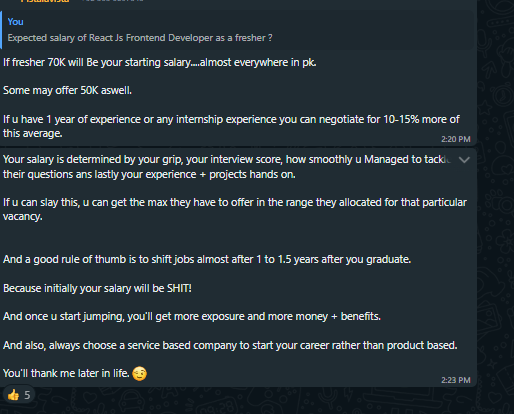 You
Expected salary of React Js Frontend Developer as a fresher ?
If fresher 70K will Be your starting salary....almost everywhere in pk.
Some may offer 50K aswell.
If u have 1 year of experience or any internship experience you can negotiate for 10-15% more of
this average.
2:20 PM
Your salary is determined by your grip, your interview score, how smoothly u Managed to
their questions ans lastly your experience + projects hands on.
If u can slay this, u can get the max they have to offer in the range they allocated for that particular
vacancy.
And a good rule of thumb is to shift jobs almost after 1 to 1.5 years after you graduate.
Because initially your salary will be SHIT!
And once u start jumping, you'll get more exposure and more money + benefits.
And also, always choose a service based company to start your career rather than product based.
You'll thank me later in life. 😉
2:23 PM
👍 5